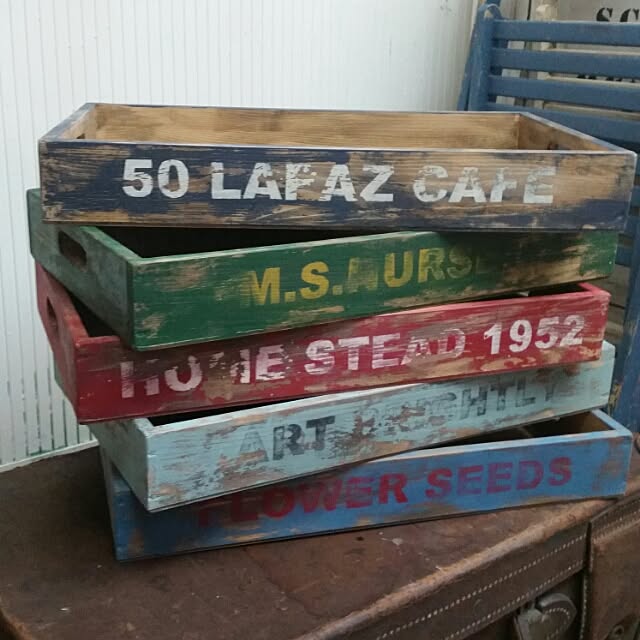 S.C
50 LAFAZ CAFE
M.S.NURS
HOME STEAD 1952
ART
FLOWER SEEDS